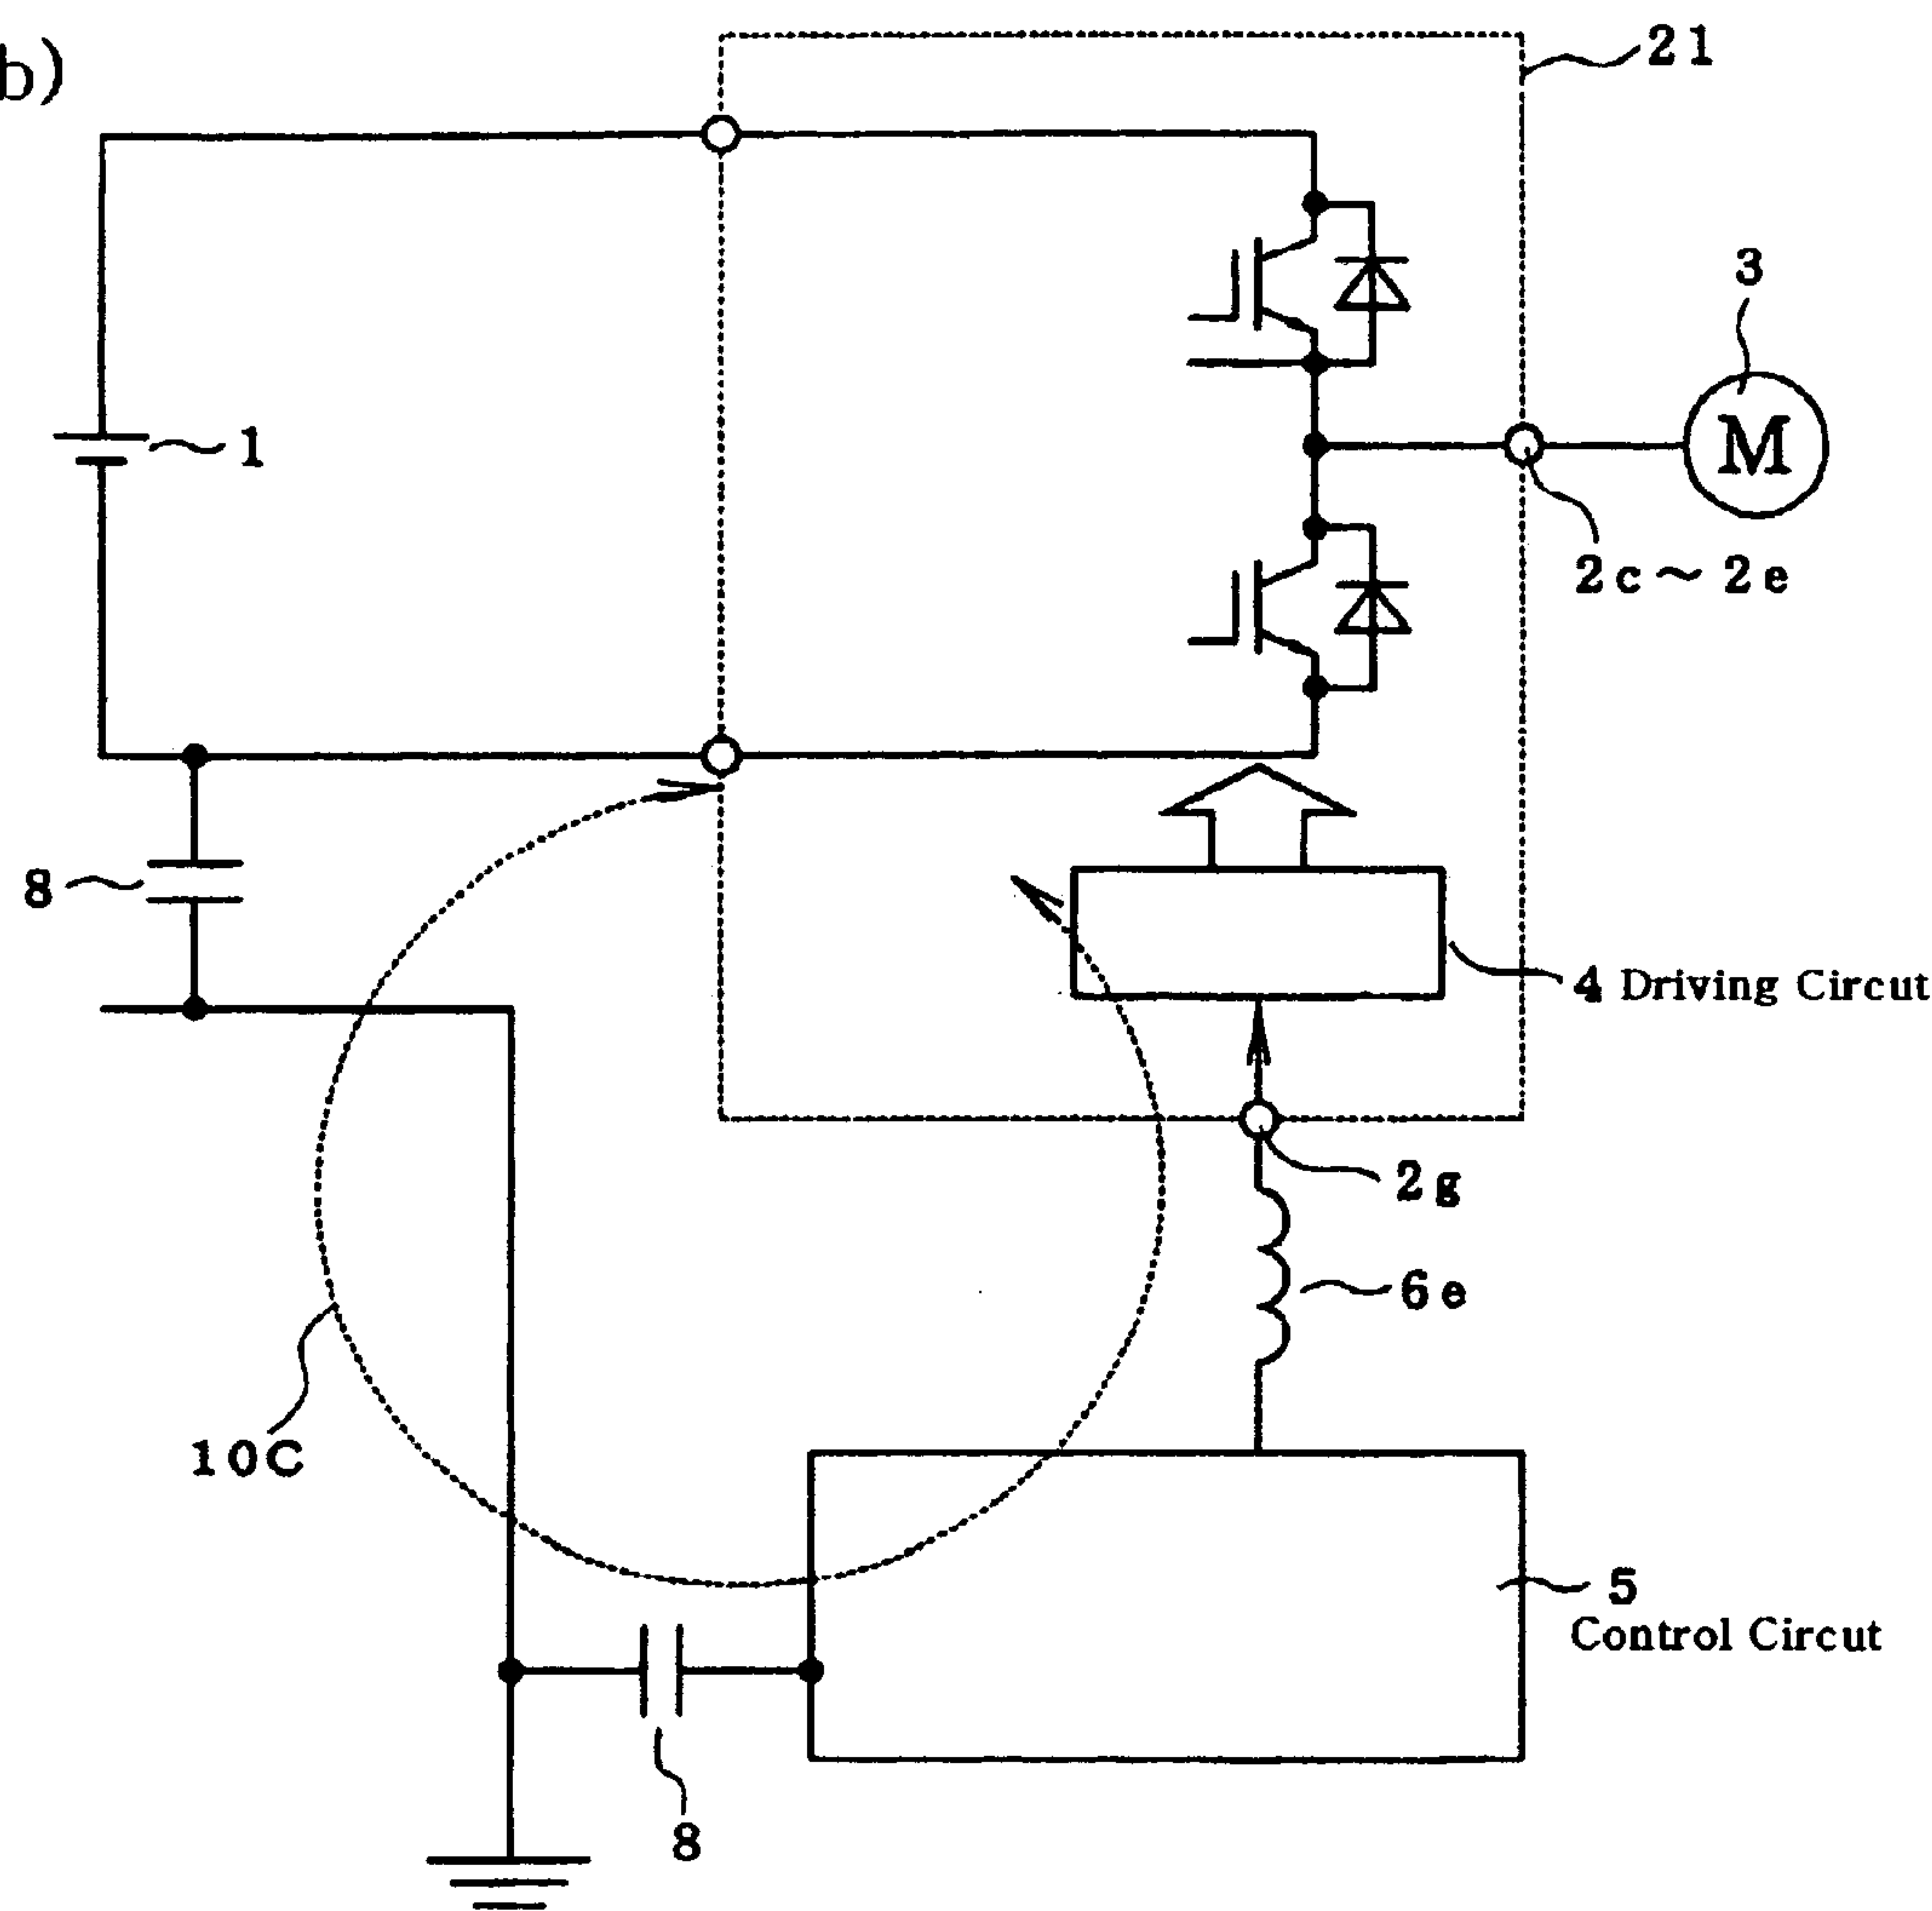 b)
21
3
M
1
2c~2e
8
4 Driving Circut
2g
6e
10C
5
Control Circut
8